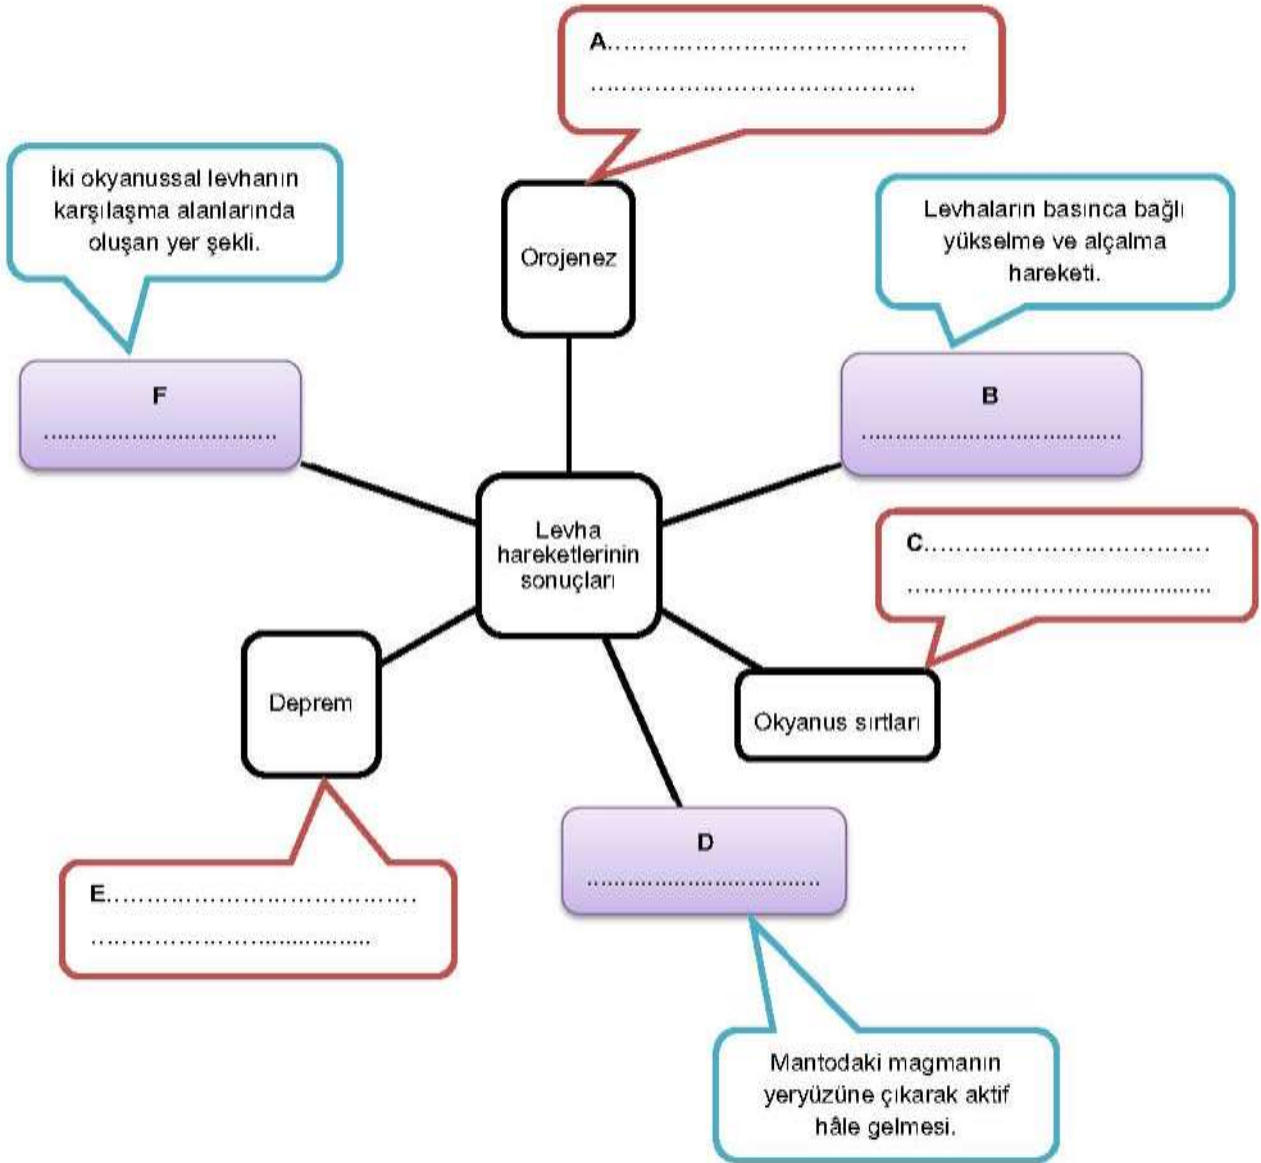 A..............................................
..............................................
İki okyanussal levhanın
karşılaşma alanlarında
oluşan yer şekli.
Orojenez
Levhaların basınca bağlı
yükselme ve alçalma
hareketi.
F
..................................
B
......................................
Levha
hareketlerinin
sonuçları
C......................................
..........................................
Deprem
Okyanus sırtları
E..........................................
......................................
D
..................................
Mantodaki magmanın
yeryüzüne çıkarak aktif
hâle gelmesi.